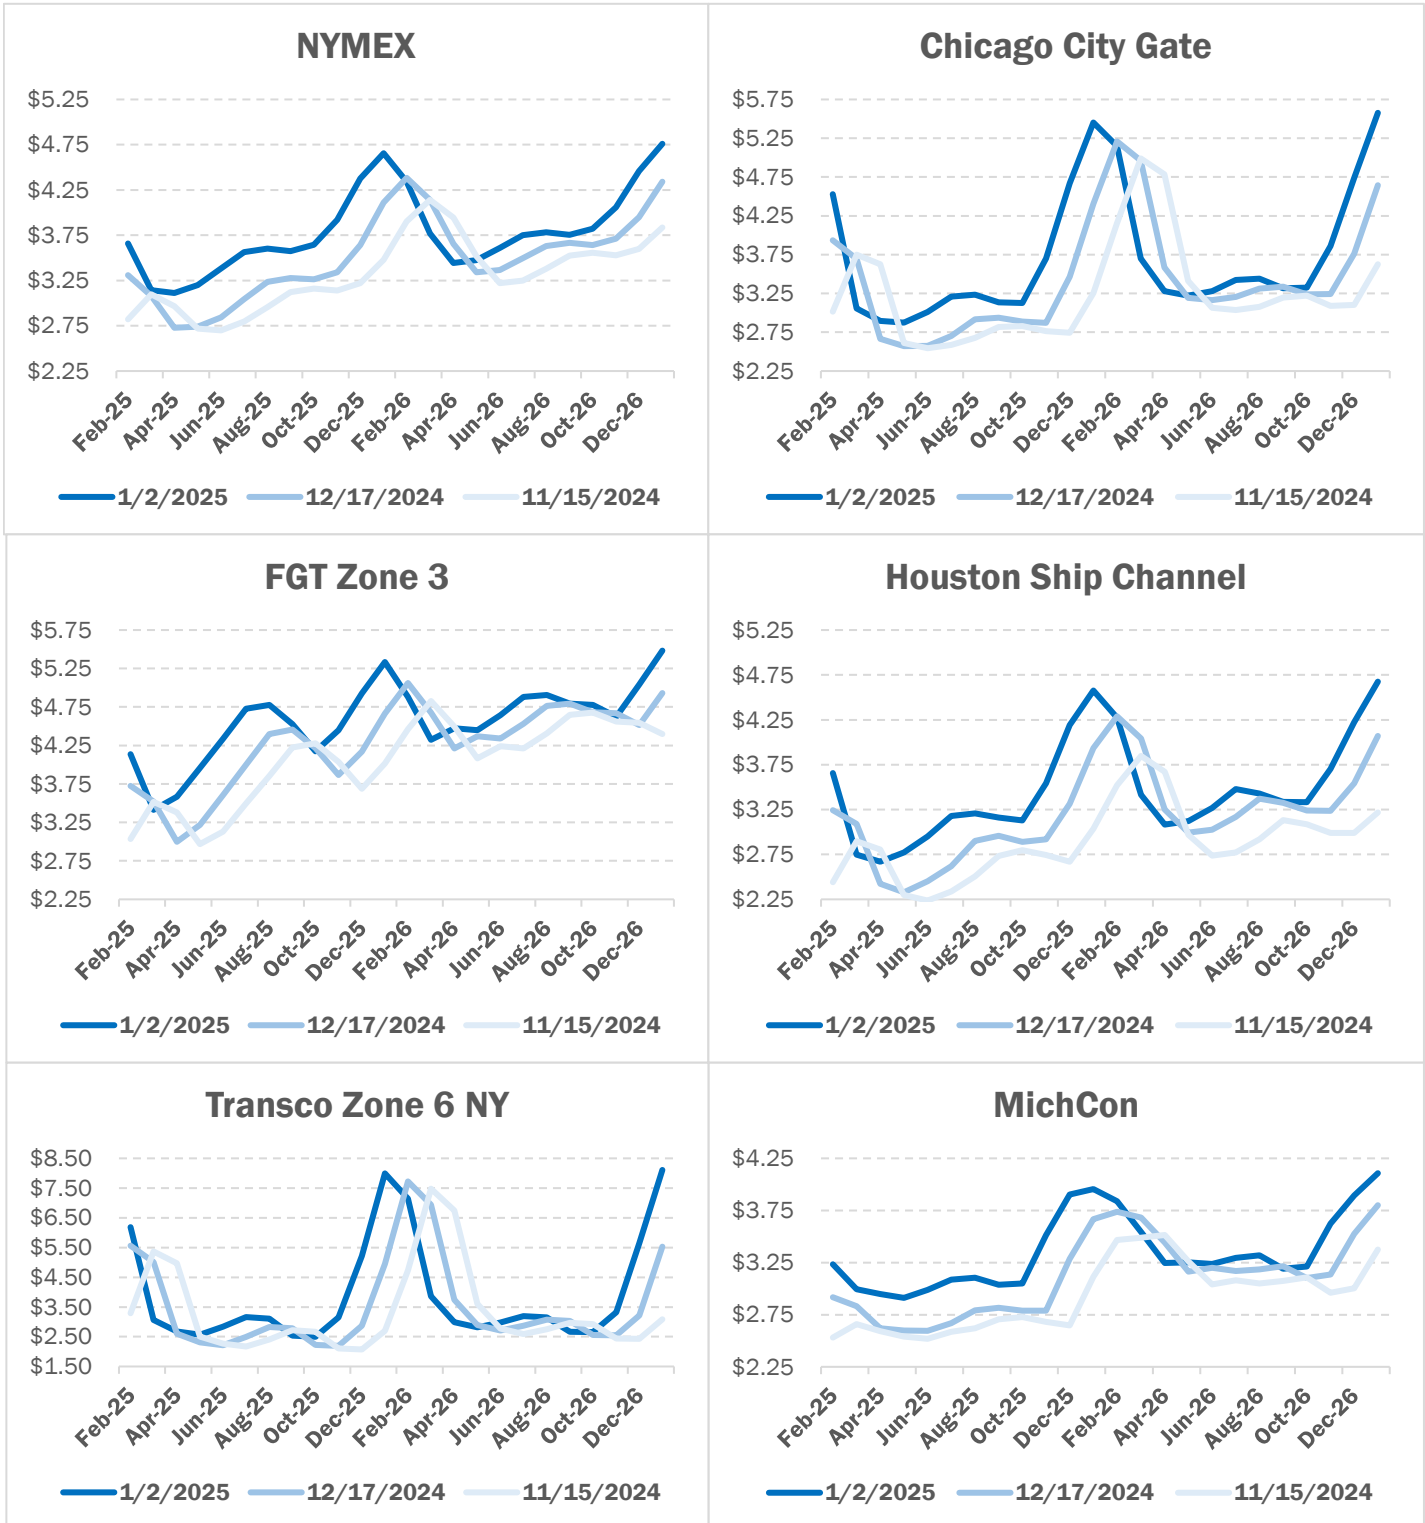 NYMEX
$5.25
$4.75
$4.25
$3.75
$3.25
$2.75
$2.25
Feb-25 Apr-25 Jun-25 Aug-25 Oct-25 Dec-25 Feb-26 Apr-26 Jun-26 Aug-26 Oct-26 Dec-26
1/2/2025 12/17/2024 11/15/2024
Chicago City Gate
$5.75
$5.25
$4.75
$4.25
$3.75
$3.25
$2.75
$2.25
Feb-25 Apr-25 Jun-25 Aug-25 Oct-25 Dec-25 Feb-26 Apr-26 Jun-26 Aug-26 Oct-26 Dec-26
1/2/2025 12/17/2024 11/15/2024
FGT Zone 3
$5.75
$5.25
$4.75
$4.25
$3.75
$3.25
$2.75
$2.25
Feb-25 Apr-25 Jun-25 Aug-25 Oct-25 Dec-25 Feb-26 Apr-26 Jun-26 Aug-26 Oct-26 Dec-26
1/2/2025 12/17/2024 11/15/2024
Houston Ship Channel
$5.25
$4.75
$4.25
$3.75
$3.25
$2.75
$2.25
Feb-25 Apr-25 Jun-25 Aug-25 Oct-25 Dec-25 Feb-26 Apr-26 Jun-26 Aug-26 Oct-26 Dec-26
1/2/2025 12/17/2024 11/15/2024
Transco Zone 6 NY
$8.50
$7.50
$6.50
$5.50
$4.50
$3.50
$2.50
$1.50
Feb-25 Apr-25 Jun-25 Aug-25 Oct-25 Dec-25 Feb-26 Apr-26 Jun-26 Aug-26 Oct-26 Dec-26
1/2/2025 12/17/2024 11/15/2024
MichCon
$4.25
$3.75
$3.25
$2.75
$2.25
Feb-25 Apr-25 Jun-25 Aug-25 Oct-25 Dec-25 Feb-26 Apr-26 Jun-26 Aug-26 Oct-26 Dec-26
1/2/2025 12/17/2024 11/15/2024